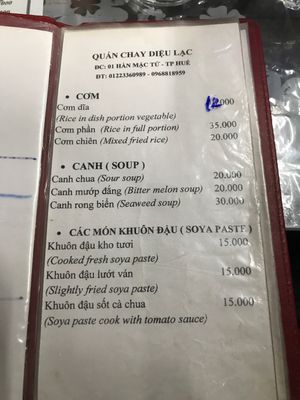 QUÁN CHAY DIỆU LẠC
ĐC: 01 HÀN MẶC TỬ - TP HUẾ
ĐT: 01223360989 - 0968818959
• CƠM
Cơm dĩa 12.000
(Rice in dish portion vegetable)
Cơm phần (Rice in full portion) 35.000
Cơm chiên (Mixed fried rice) 20.000
• CANH ( SOUP )
Canh chua (Sour soup) 20.000
Canh mướp đắng (Bitter melon soup) 20.000
Canh rong biển (Seaweed soup) 30.000
• CÁC MÓN KHUÔN ĐẬU ( SOYA PASTE )
Khuôn đậu kho tươi 15.000
(Cooked fresh soya paste)
Khuôn đậu lướt ván 15.000
(Slightly fried soya paste)
Khuôn đậu sốt cà chua 15.000
(Soya paste cook with tomato sauce)